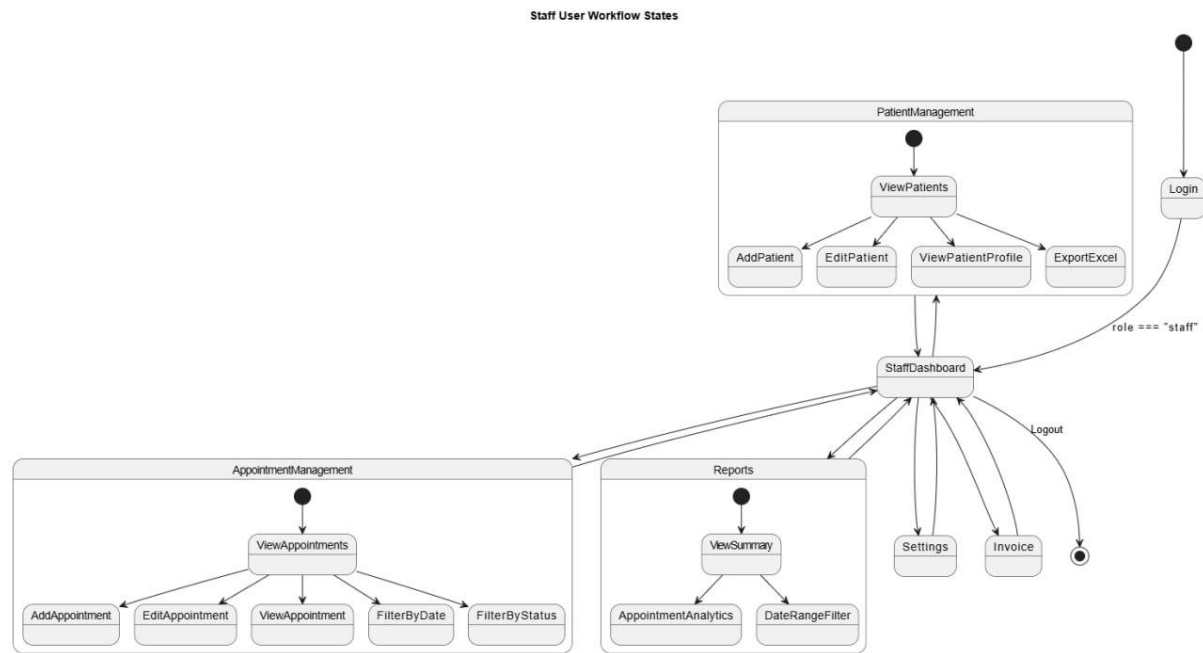 Staff User Workflow States
PatientManagement
ViewPatients
Login
AddPatient
EditPatient
ViewPatientProfile
ExportExcel
role === "staff"
StaffDashboard
Logout
AppointmentManagement
Reports
ViewAppointments
ViewSummary
Settings
Invoice
AddAppointment
EditAppointment
ViewAppointment
FilterByDate
FilterByStatus
AppointmentAnalytics
DateRangeFilter